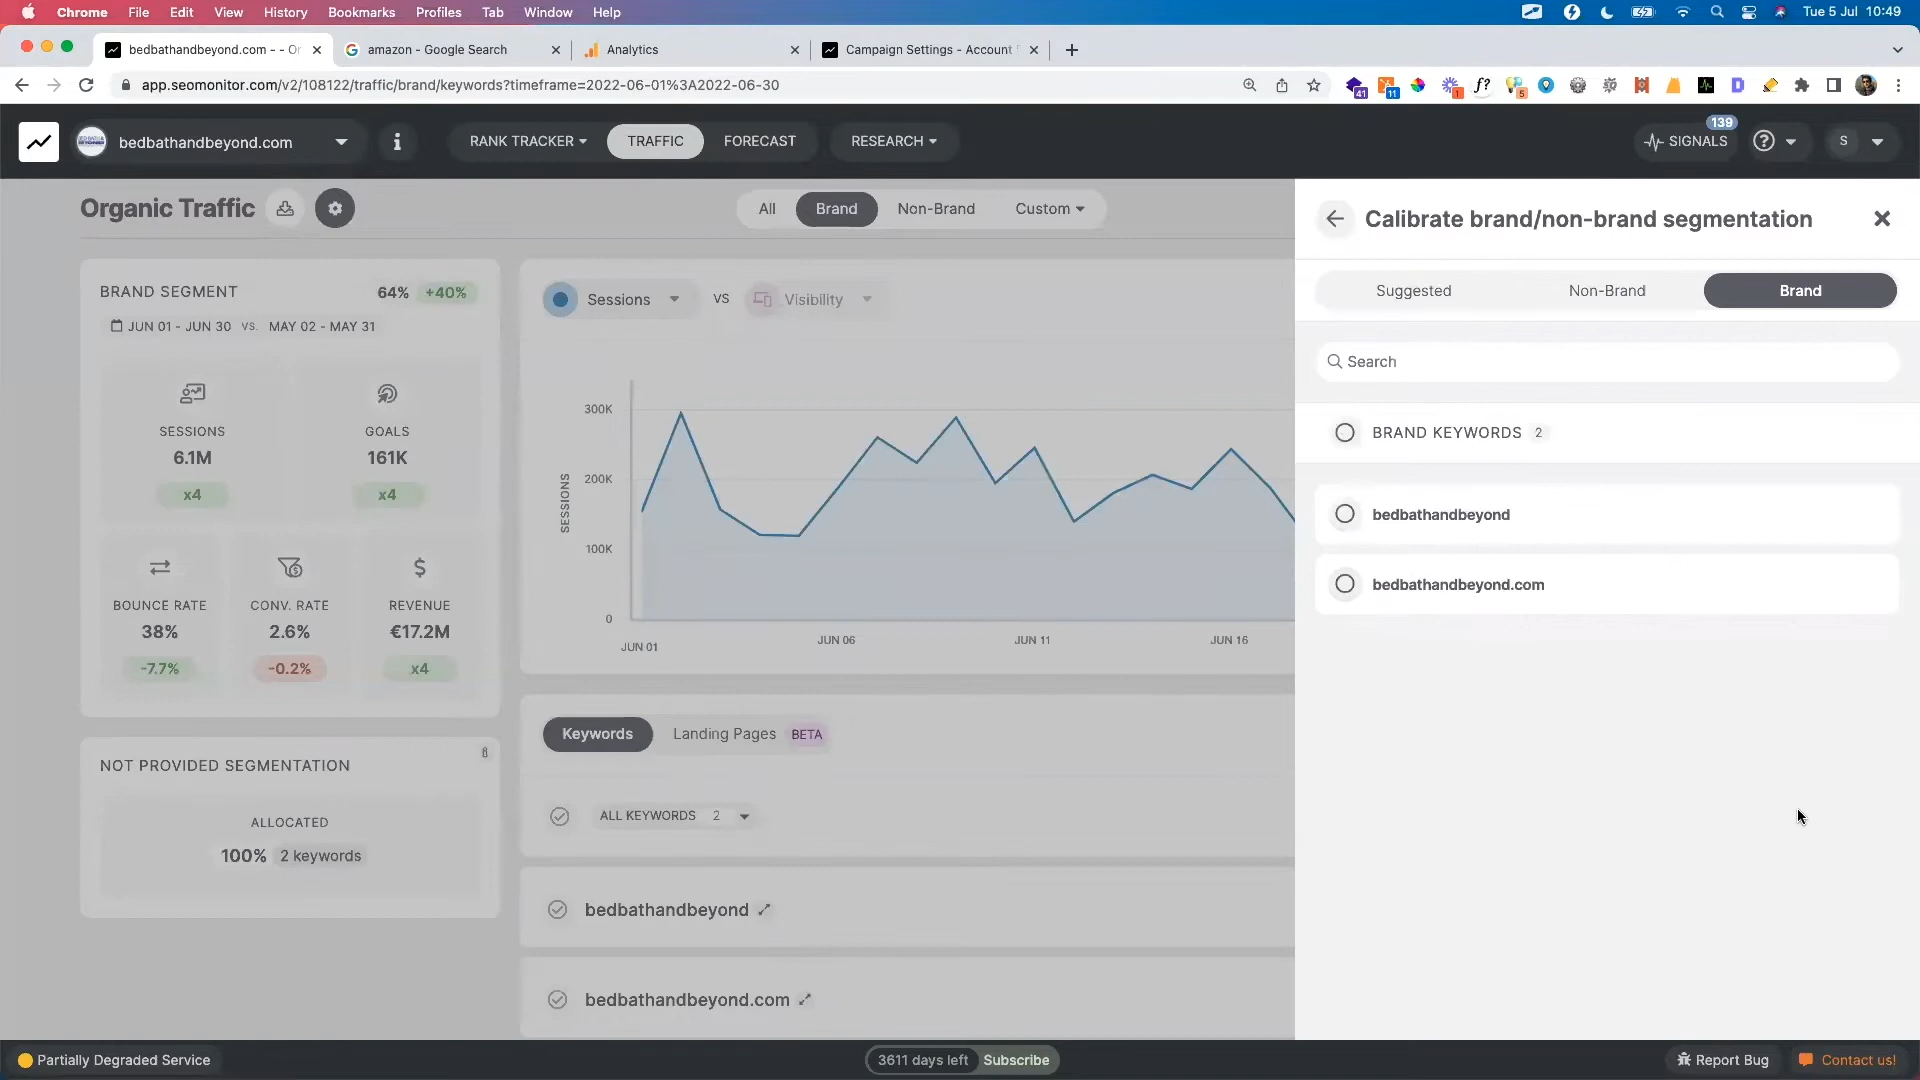 Chrome File Edit View History Bookmarks Profiles Tab Window Help Tue 5 Jul 10:49
bedbathandbeyond.com - - Or amazon - Google Search Analytics Campaign Settings - Account
app.seomonitor.com/v2/108122/traffic/brand/keywords?timeframe=2022-06-01%3A2022-06-30
41 11 1 f? 5
139
bedbathandbeyond.com i RANK TRACKER TRAFFIC FORECAST RESEARCH SIGNALS ? S
Organic Traffic All Brand Non-Brand Custom
Calibrate brand/non-brand segmentation
Suggested Non-Brand Brand
Search
BRAND KEYWORDS 2
bedbathandbeyond
bedbathandbeyond.com
BRAND SEGMENT 64% +40%
JUN 01 - JUN 30 VS. MAY 02 - MAY 31
SESSIONS GOALS
6.1M 161K
x4 x4
BOUNCE RATE CONV. RATE REVENUE
38% 2.6% €17.2M
-7.7% -0.2% x4
Sessions VS Visibility
300K
200K
100K
0
SESSIONS
JUN 01 JUN 06 JUN 11 JUN 16
NOT PROVIDED SEGMENTATION
ALLOCATED
100% 2 keywords
Keywords Landing Pages BETA
ALL KEYWORDS 2
bedbathandbeyond
bedbathandbeyond.com
Partially Degraded Service 3611 days left Subscribe Report Bug Contact us!